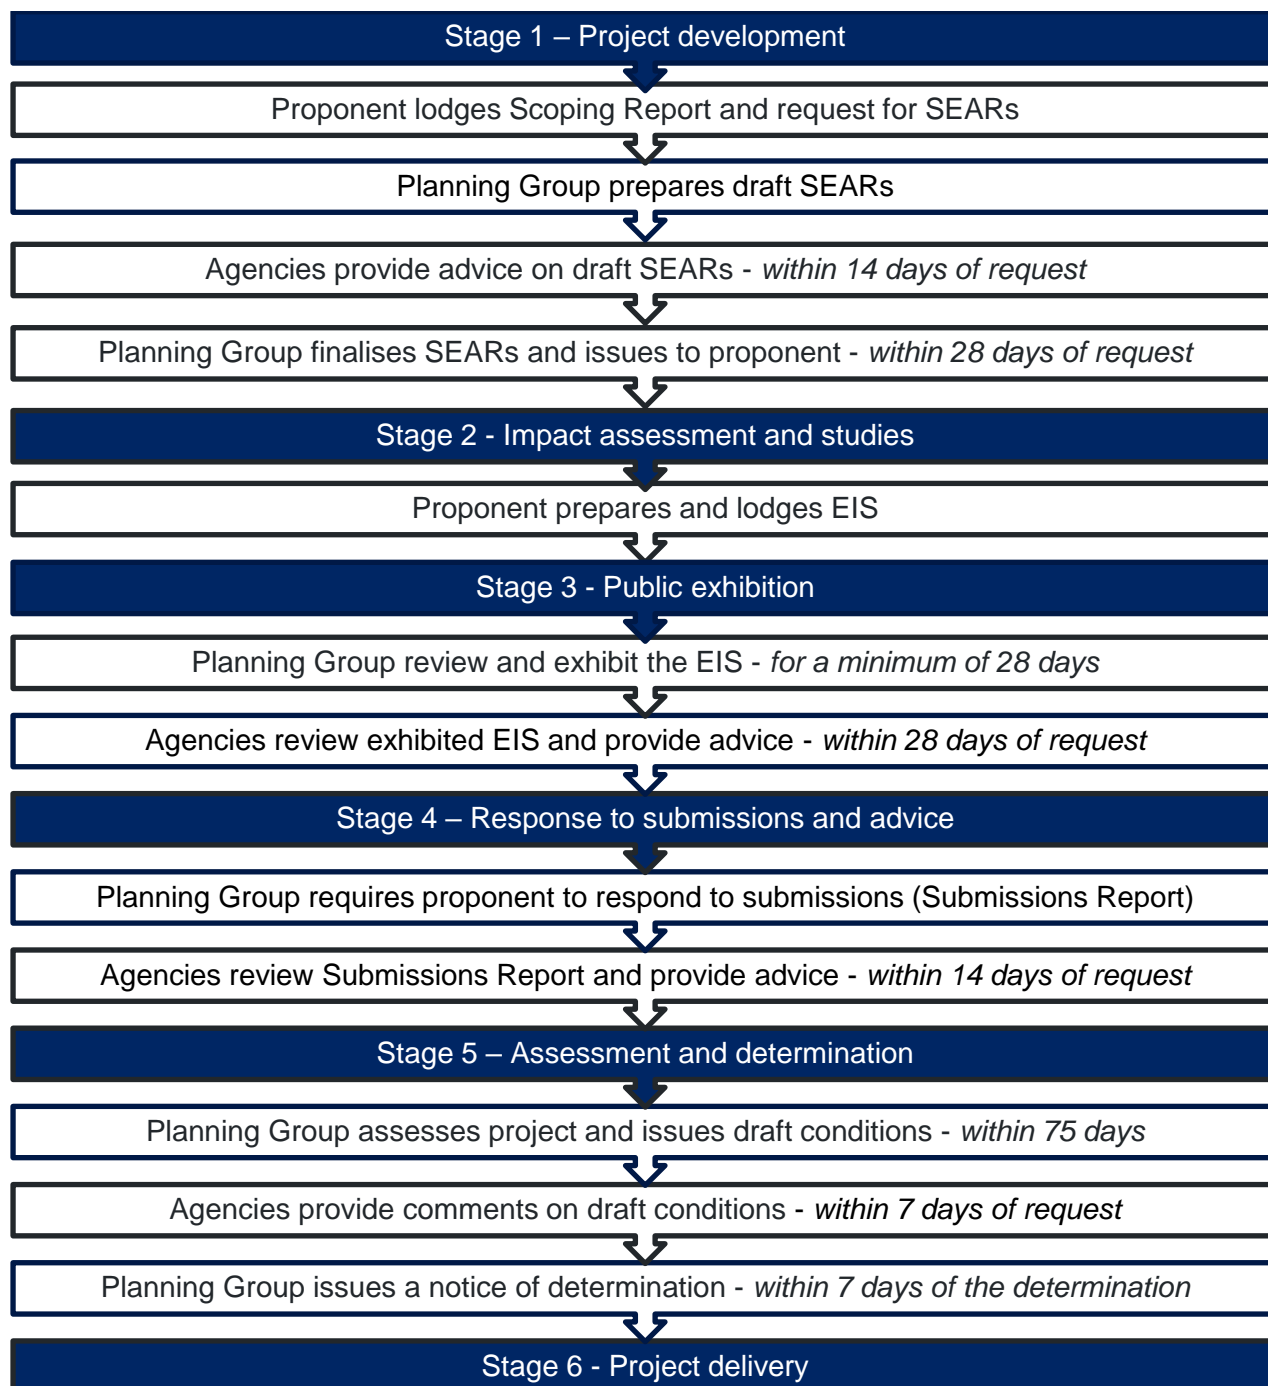 Stage 1 – Project development
Proponent lodges Scoping Report and request for SEARs
Planning Group prepares draft SEARs
Agencies provide advice on draft SEARs - within 14 days of request
Planning Group finalises SEARs and issues to proponent - within 28 days of request
Stage 2 - Impact assessment and studies
Proponent prepares and lodges EIS
Stage 3 - Public exhibition
Planning Group review and exhibit the EIS - for a minimum of 28 days
Agencies review exhibited EIS and provide advice - within 28 days of request
Stage 4 – Response to submissions and advice
Planning Group requires proponent to respond to submissions (Submissions Report)
Agencies review Submissions Report and provide advice - within 14 days of request
Stage 5 – Assessment and determination
Planning Group assesses project and issues draft conditions - within 75 days
Agencies provide comments on draft conditions - within 7 days of request
Planning Group issues a notice of determination - within 7 days of the determination
Stage 6 - Project delivery